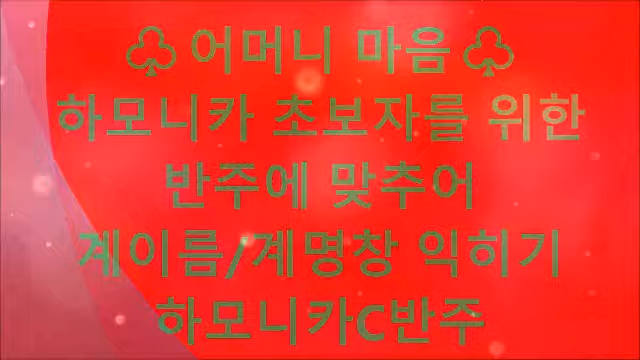 ♧어머니 마음♧
하모니카 초보자를 위한
반주에 맞추어
계이름/계명창 익히기
하모니카C반주